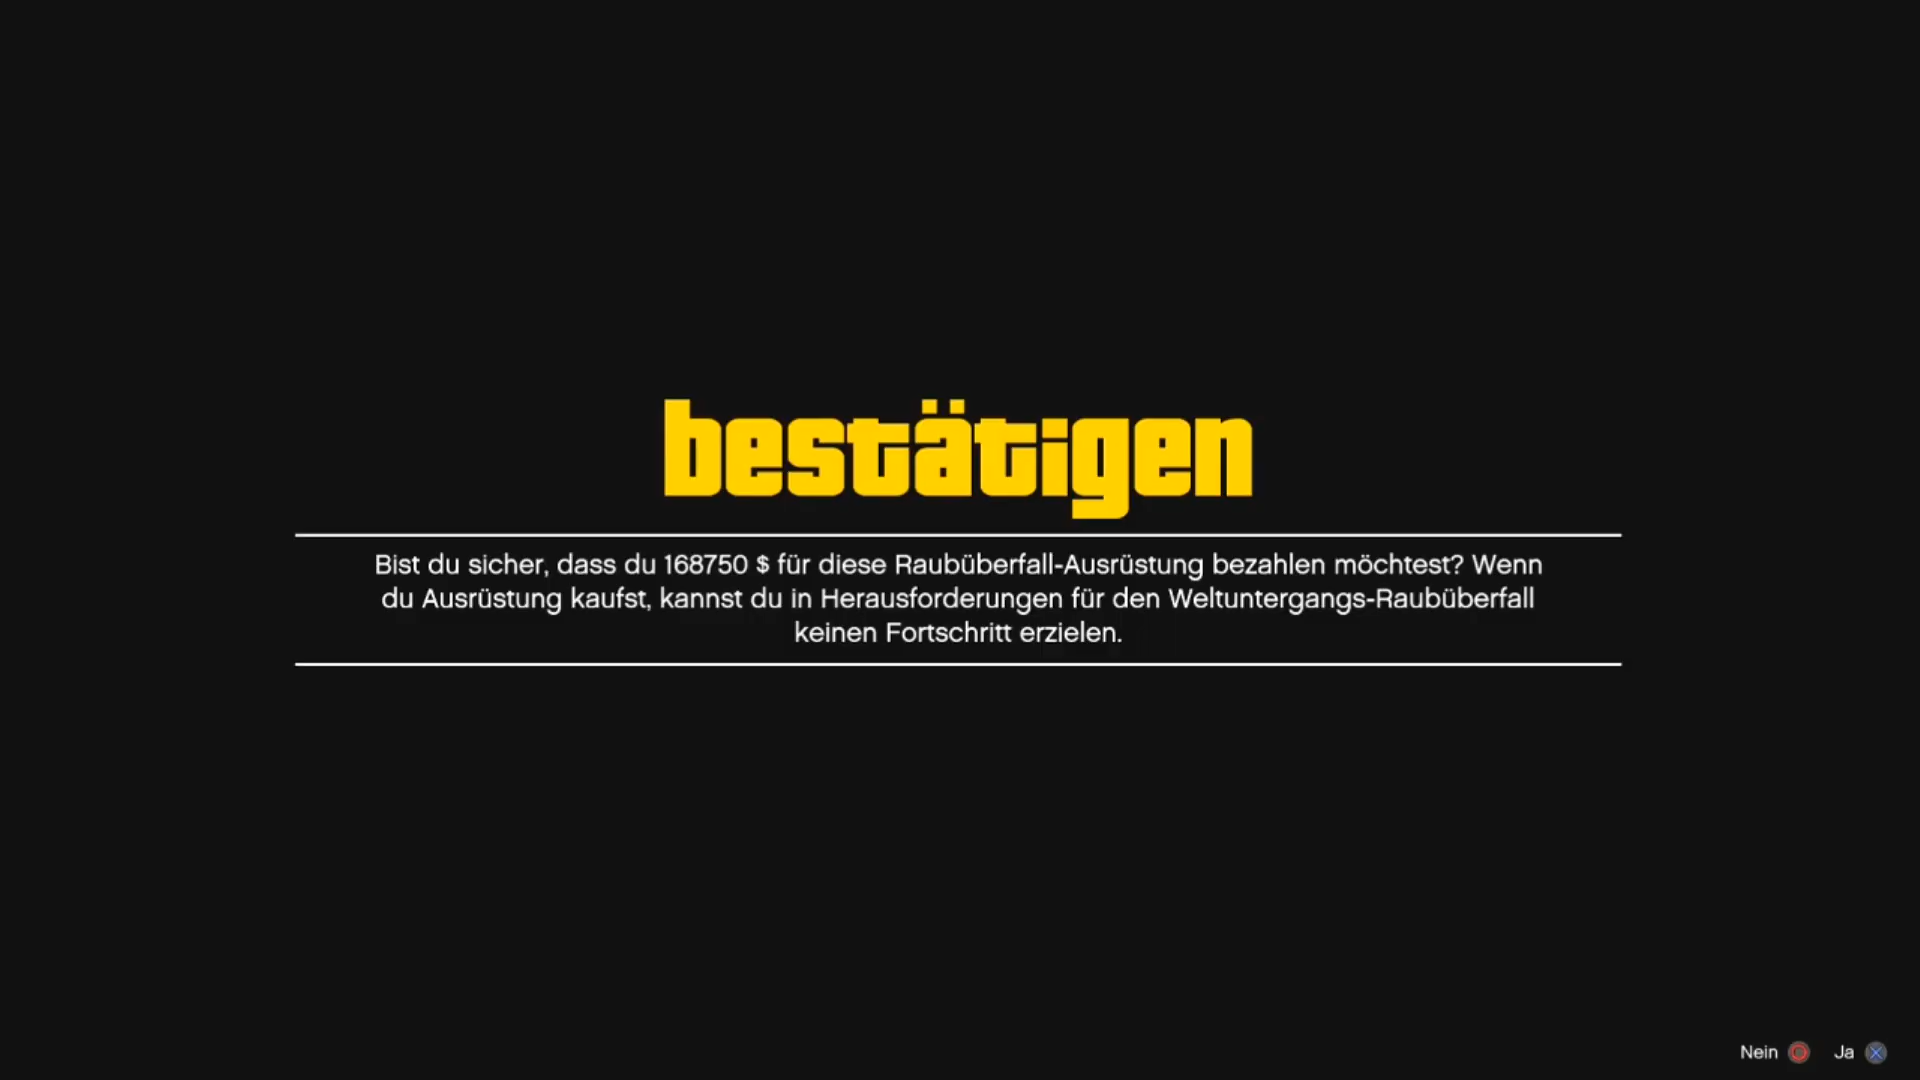 bestätigen
Bist du sicher, dass du 168750 $ für diese Raubüberfall-Ausrüstung bezahlen möchtest? Wenn
du Ausrüstung kaufst, kannst du in Herausforderungen für den Weltuntergangs-Raubüberfall
keinen Fortschritt erzielen.
Nein Ja